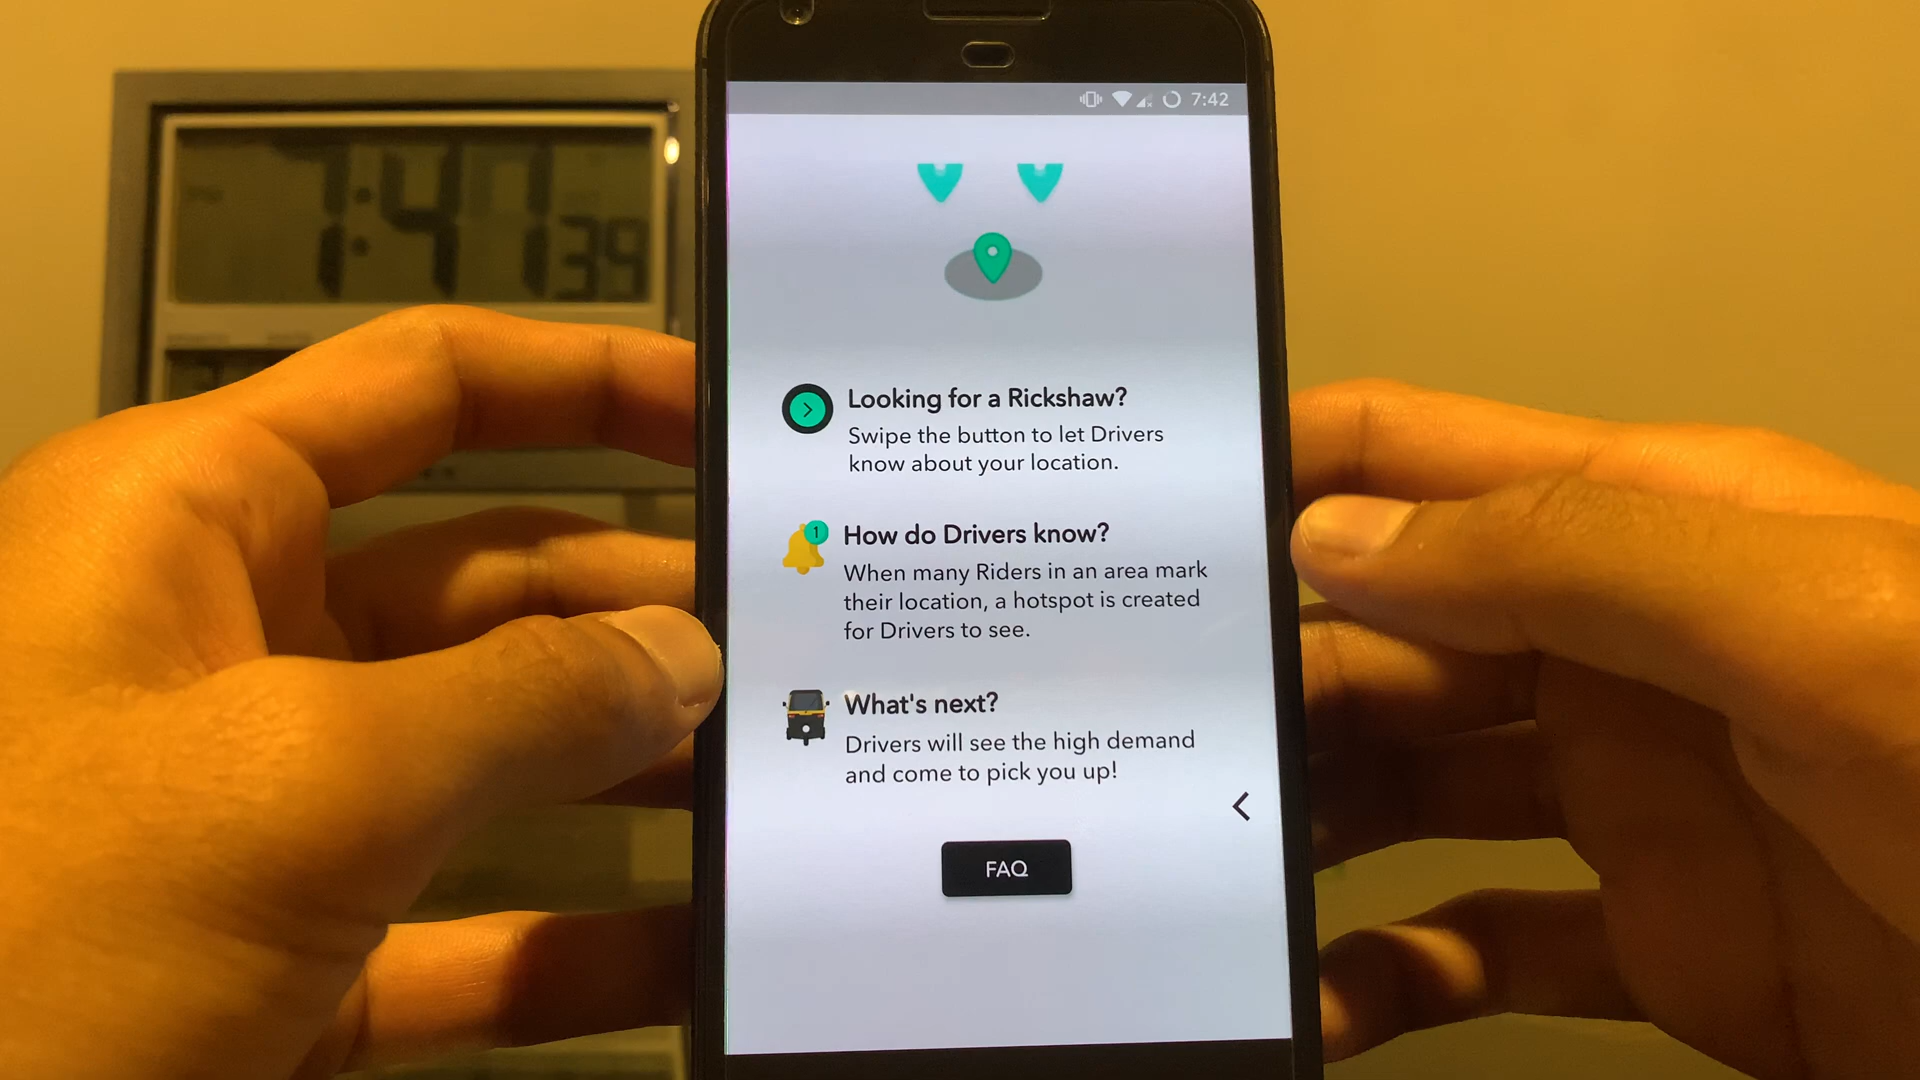 7:41 39
7:42
Looking for a Rickshaw?
Swipe the button to let Drivers
know about your location.
1
How do Drivers know?
When many Riders in an area mark
their location, a hotspot is created
for Drivers to see.
What's next?
Drivers will see the high demand
and come to pick you up!
FAQ